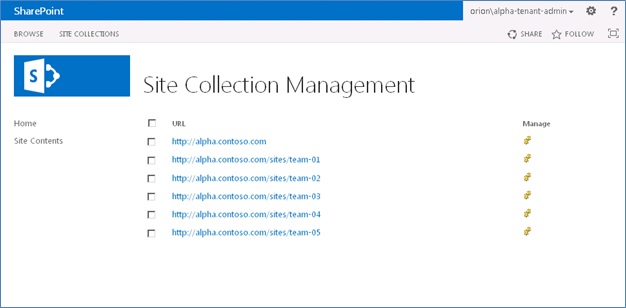 SharePoint
orion\alpha-tenant-admin
?
BROWSE SITE COLLECTIONS
SHARE FOLLOW
S
Site Collection Management
Home
Site Contents
URL Manage
http://alpha.contoso.com
http://alpha.contoso.com/sites/team-01
http://alpha.contoso.com/sites/team-02
http://alpha.contoso.com/sites/team-03
http://alpha.contoso.com/sites/team-04
http://alpha.contoso.com/sites/team-05